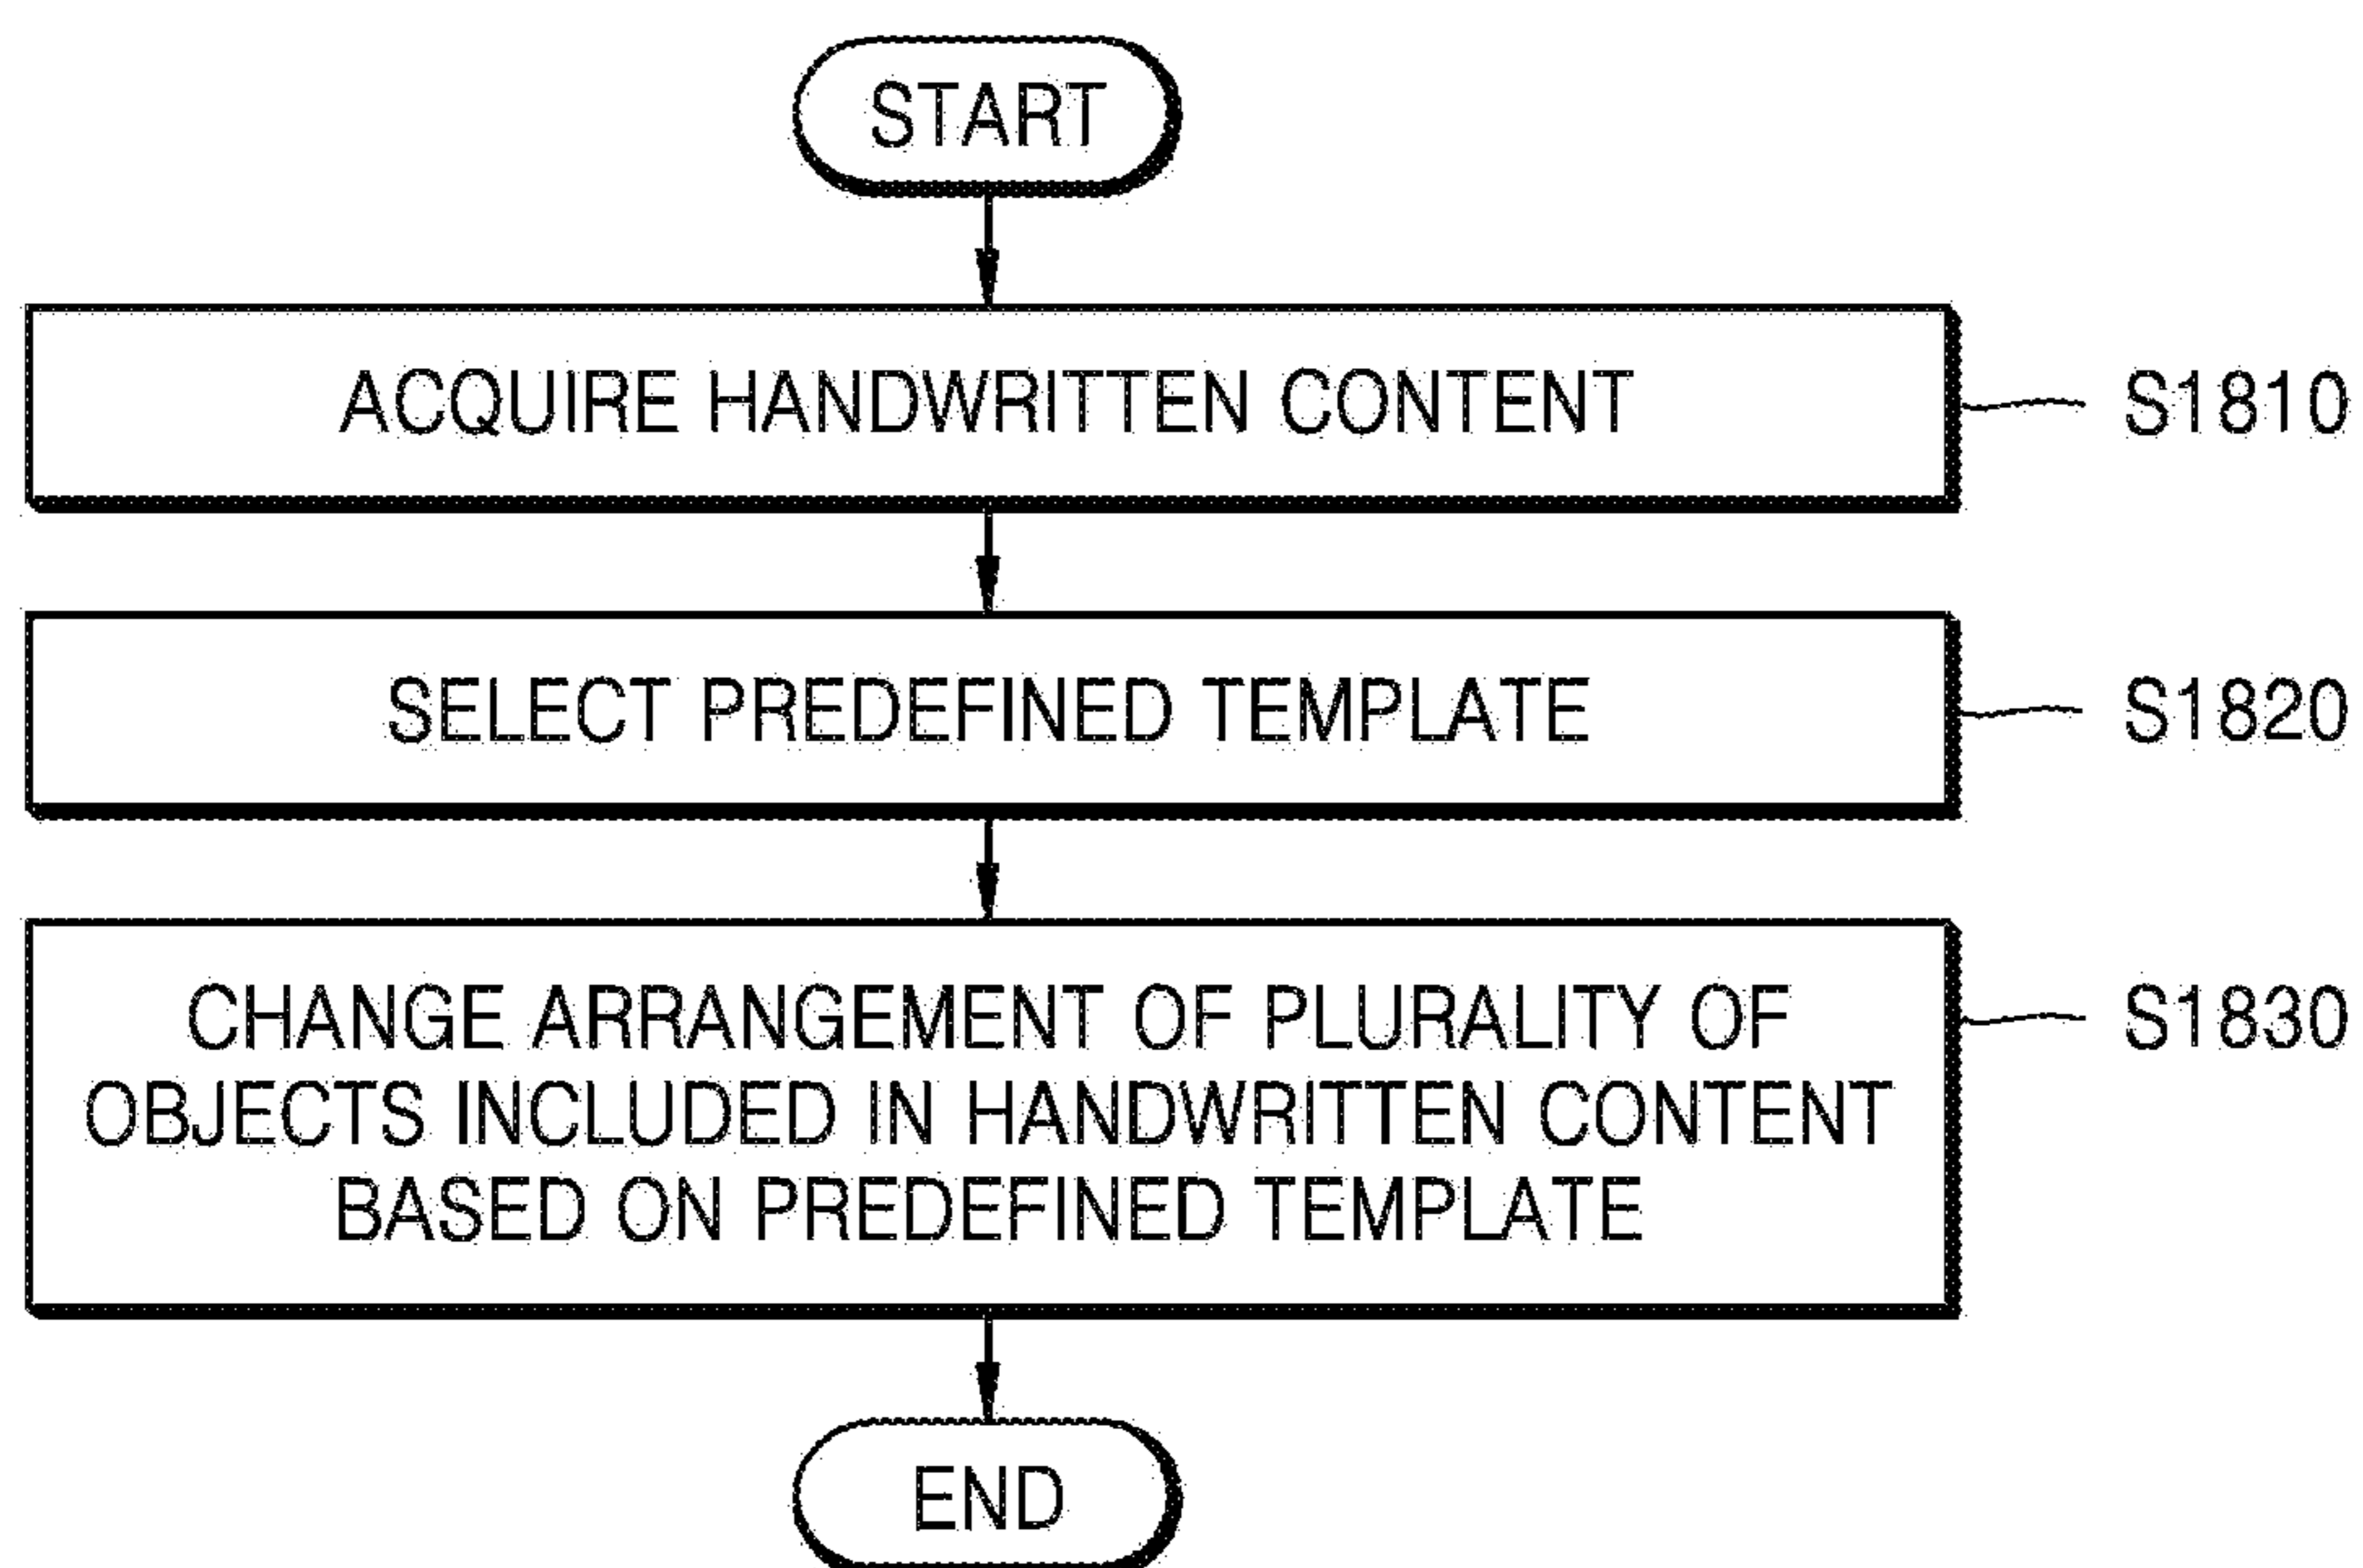 START
ACQUIRE HANDWRITTEN CONTENT
S1810
SELECT PREDEFINED TEMPLATE
S1820
CHANGE ARRANGEMENT OF PLURALITY OF
OBJECTS INCLUDED IN HANDWRITTEN CONTENT
BASED ON PREDEFINED TEMPLATE
S1830
END